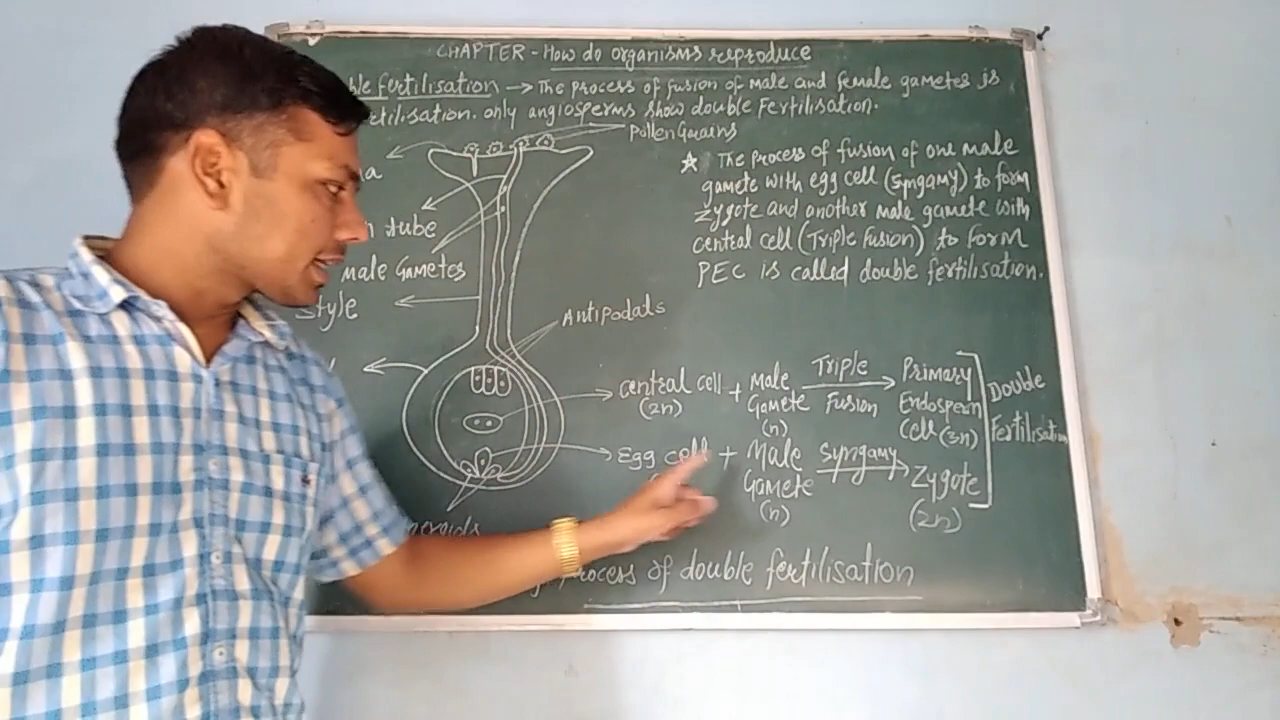 CHAPTER - How do organisms reproduce
fertilisation → The process of fusion of male and female gametes is
only angiosperms show double Fertilisation.
Pollen Grains
tube
male Gametes
Style
Antipodals
☆ The process of fusion of one male
gamete with egg cell (syngamy) to form
zygote and another male gamete with
central cell (Triple fusion) to form
PEC is called double fertilisation.
central cell (2n) + Male Gamete (n) Triple Fusion → Primary Endosperm Cell (3n)
Egg cell + Male Gamete (n) Syngamy → Zygote (2n)
Double Fertilisation
process of double fertilisation